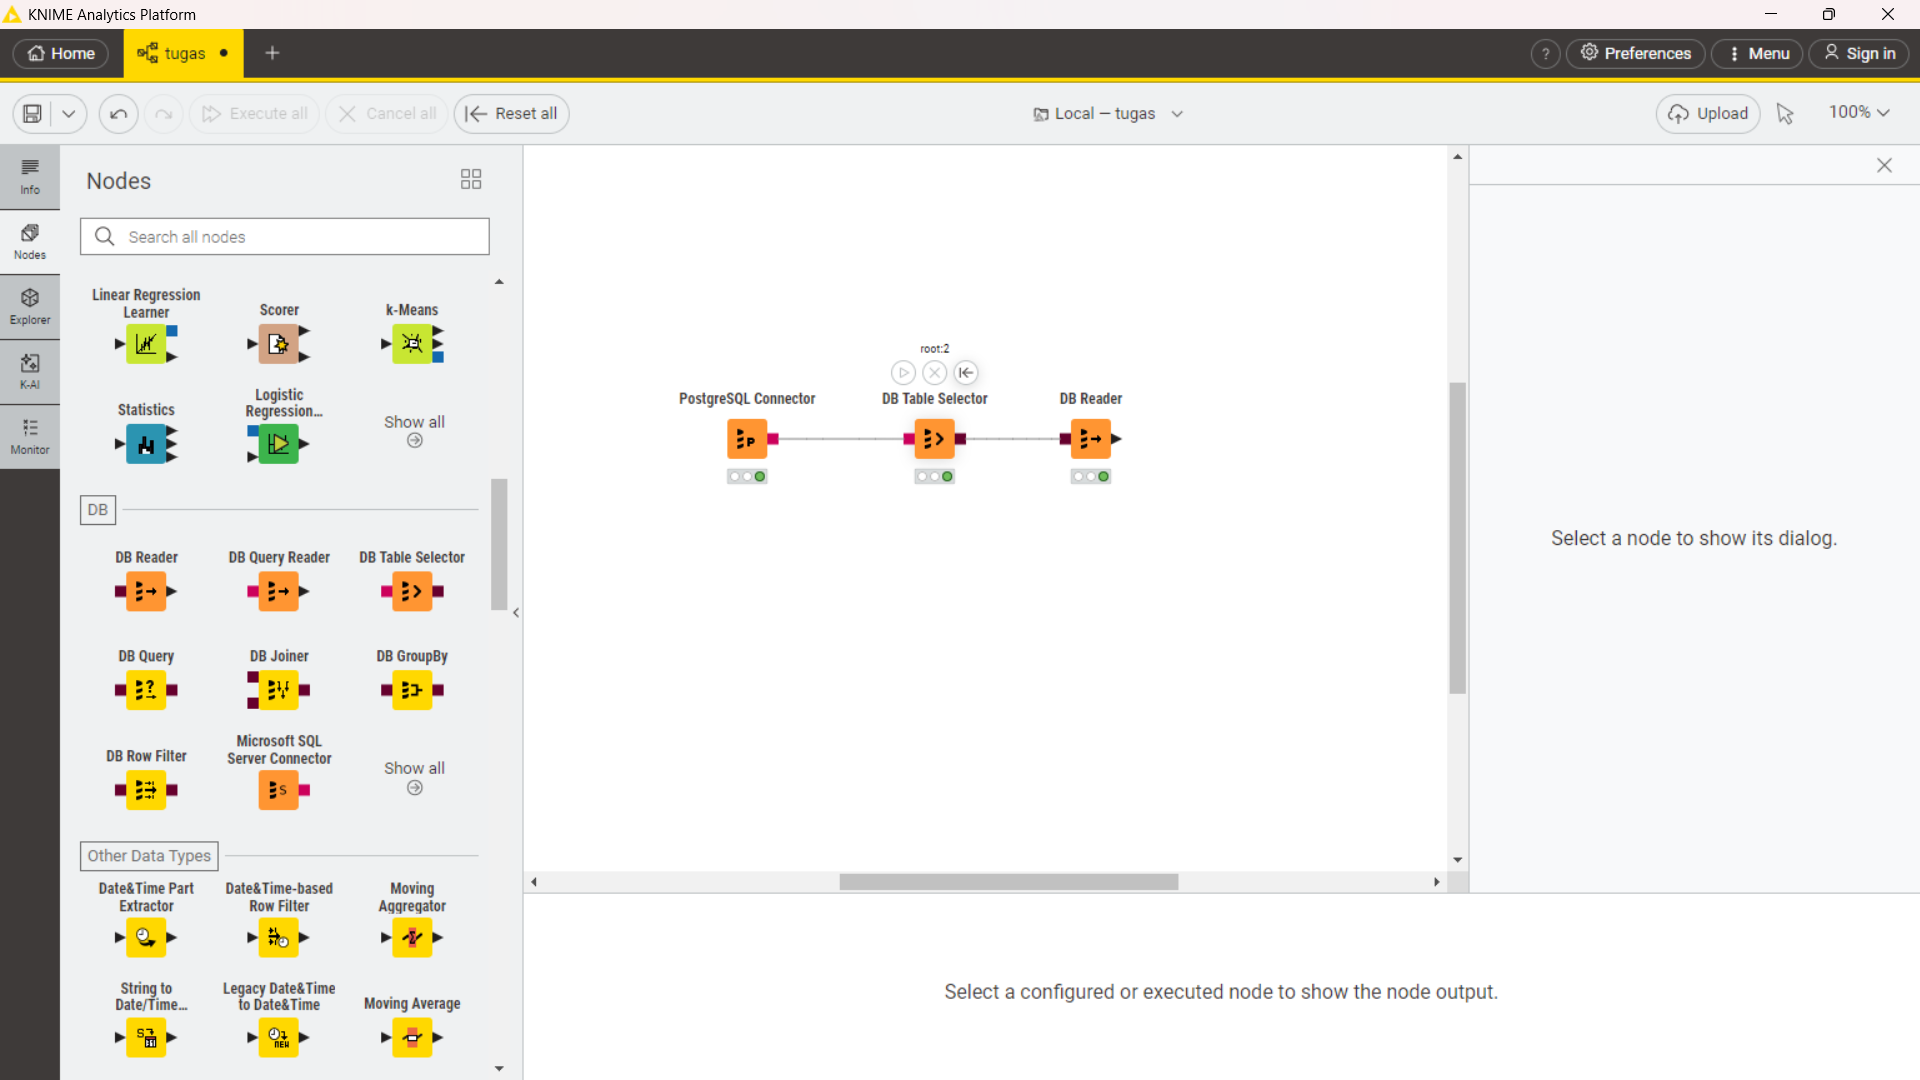 KNIME Analytics Platform
Home
tugas
?
Preferences
Menu
Sign in
Execute all
Cancel all
Reset all
Local — tugas
Upload
100%
Info
Nodes
Explorer
K-AI
Monitor
Nodes
Search all nodes
Linear Regression
Learner
Scorer
k-Means
Statistics
Logistic
Regression...
Show all
DB
DB Reader
DB Query Reader
DB Table Selector
DB Query
DB Joiner
DB GroupBy
DB Row Filter
Microsoft SQL
Server Connector
Show all
Other Data Types
Date&Time Part
Extractor
Date&Time-based
Row Filter
Moving
Aggregator
String to
Date/Time...
Legacy Date&Time
to Date&Time
Moving Average
root:2
PostgreSQL Connector
DB Table Selector
DB Reader
Select a node to show its dialog.
Select a configured or executed node to show the node output.